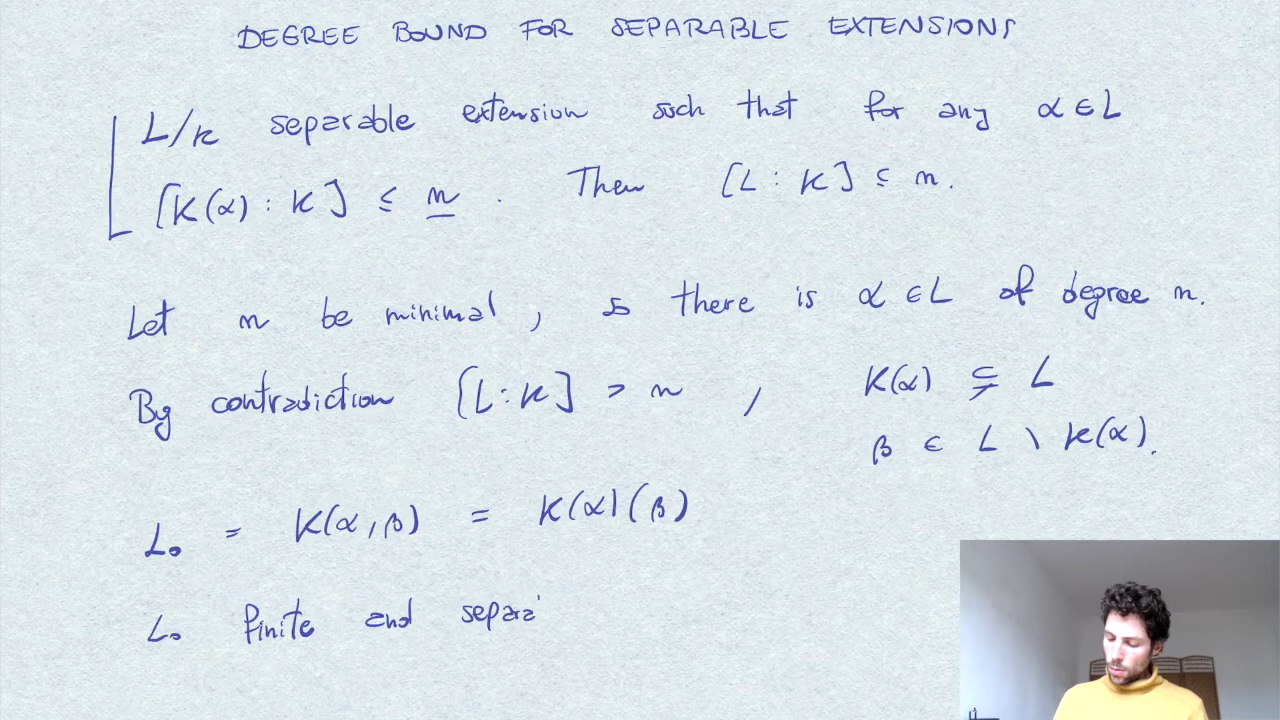 DEGREE BOUND FOR SEPARABLE EXTENSIONS
L/K separable extension such that for any α ∈ L
[K(α) : K] ≤ n. Then [L : K] ≤ n.
Let n be minimal, so there is α ∈ L of degree n.
By contradiction [L : K] > n, K(α) ⊊ L
β ∈ L \ K(α).
L₀ = K(α, β) = K(α)(β)
L₀ finite and separa